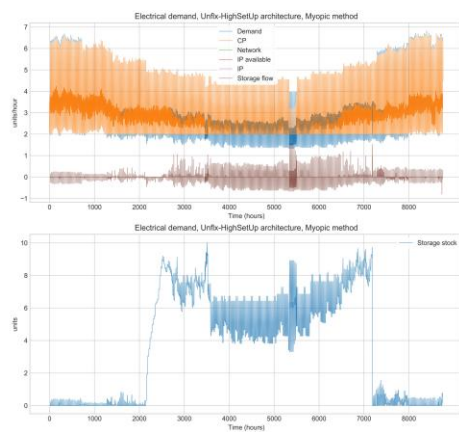 Electrical demand, Unflx-HighSetUp architecture, Myopic method
Demand
CP
Network
IP available
IP
Storage flow
units/hour
7
6
5
4
3
2
1
0
−1
0 1000 2000 3000 4000 5000 6000 7000 8000
Time (hours)
Electrical demand, Unflx-HighSetUp architecture, Myopic method
Storage stock
units
10
8
6
4
2
0
0 1000 2000 3000 4000 5000 6000 7000 8000
Time (hours)